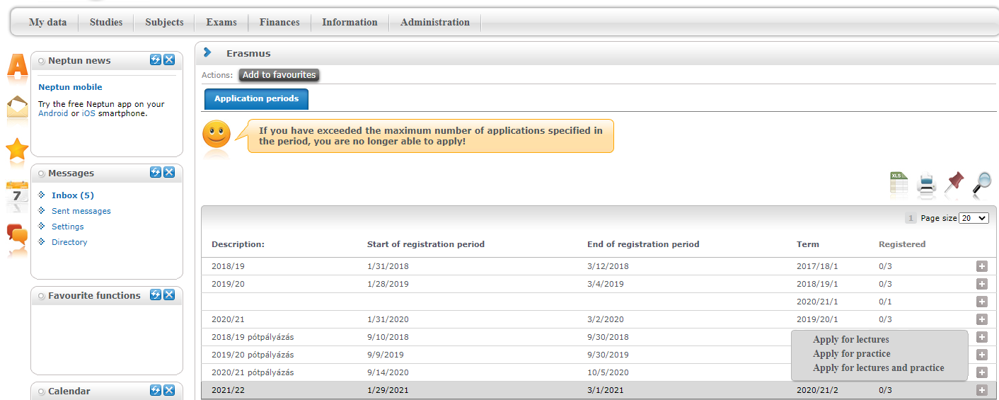 My data Studies Subjects Exams Finances Information Administration
Neptun news
Neptun mobile
Try the free Neptun app on your
Android or iOS smartphone.
Messages
Inbox (5)
Sent messages
Settings
Directory
Favourite functions
Calendar
7
Erasmus
Actions: Add to favourites
Application periods
If you have exceeded the maximum number of applications specified in
the period, you are no longer able to apply!
XLS
1 Page size 20
Description: Start of registration period End of registration period Term Registered
2018/19 1/31/2018 3/12/2018 2017/18/1 0/3
2019/20 1/28/2019 3/4/2019 2018/19/1 0/3
2020/21/1 0/1
2020/21 1/31/2020 3/2/2020 2019/20/1 0/3
2018/19 pótpályázás 9/10/2018 9/30/2018
2019/20 pótpályázás 9/9/2019 9/30/2019
2020/21 pótpályázás 9/14/2020 10/5/2020
Apply for lectures
Apply for practice
Apply for lectures and practice
2021/22 1/29/2021 3/1/2021 2020/21/2 0/3